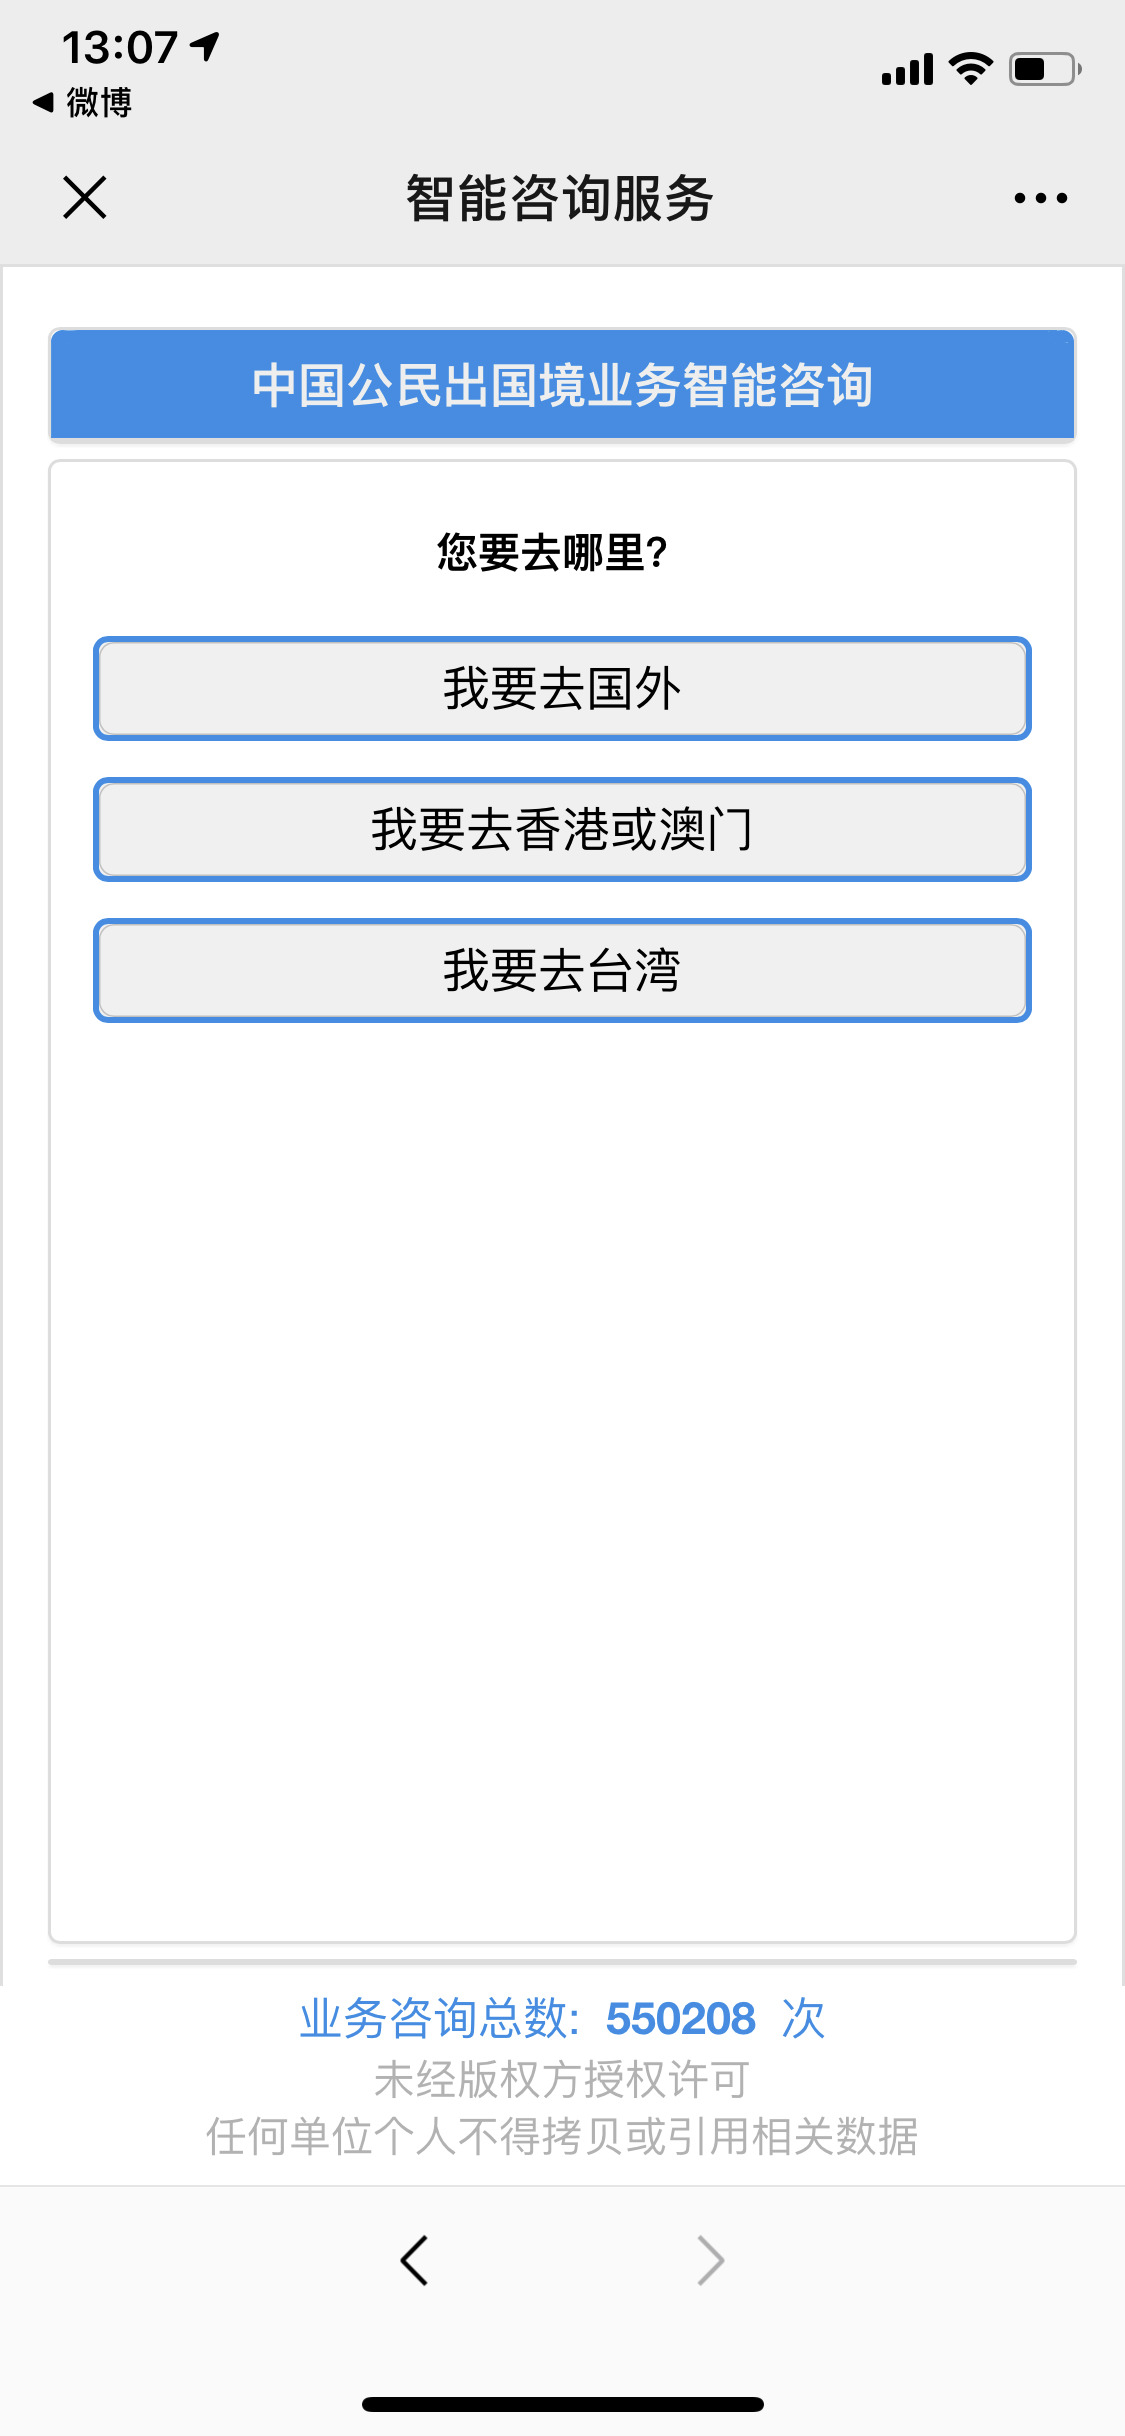 13:07
微博
智能咨询服务
中国公民出国境业务智能咨询
您要去哪里?
我要去国外
我要去香港或澳门
我要去台湾
业务咨询总数: 550208 次
未经版权方授权许可
任何单位个人不得拷贝或引用相关数据